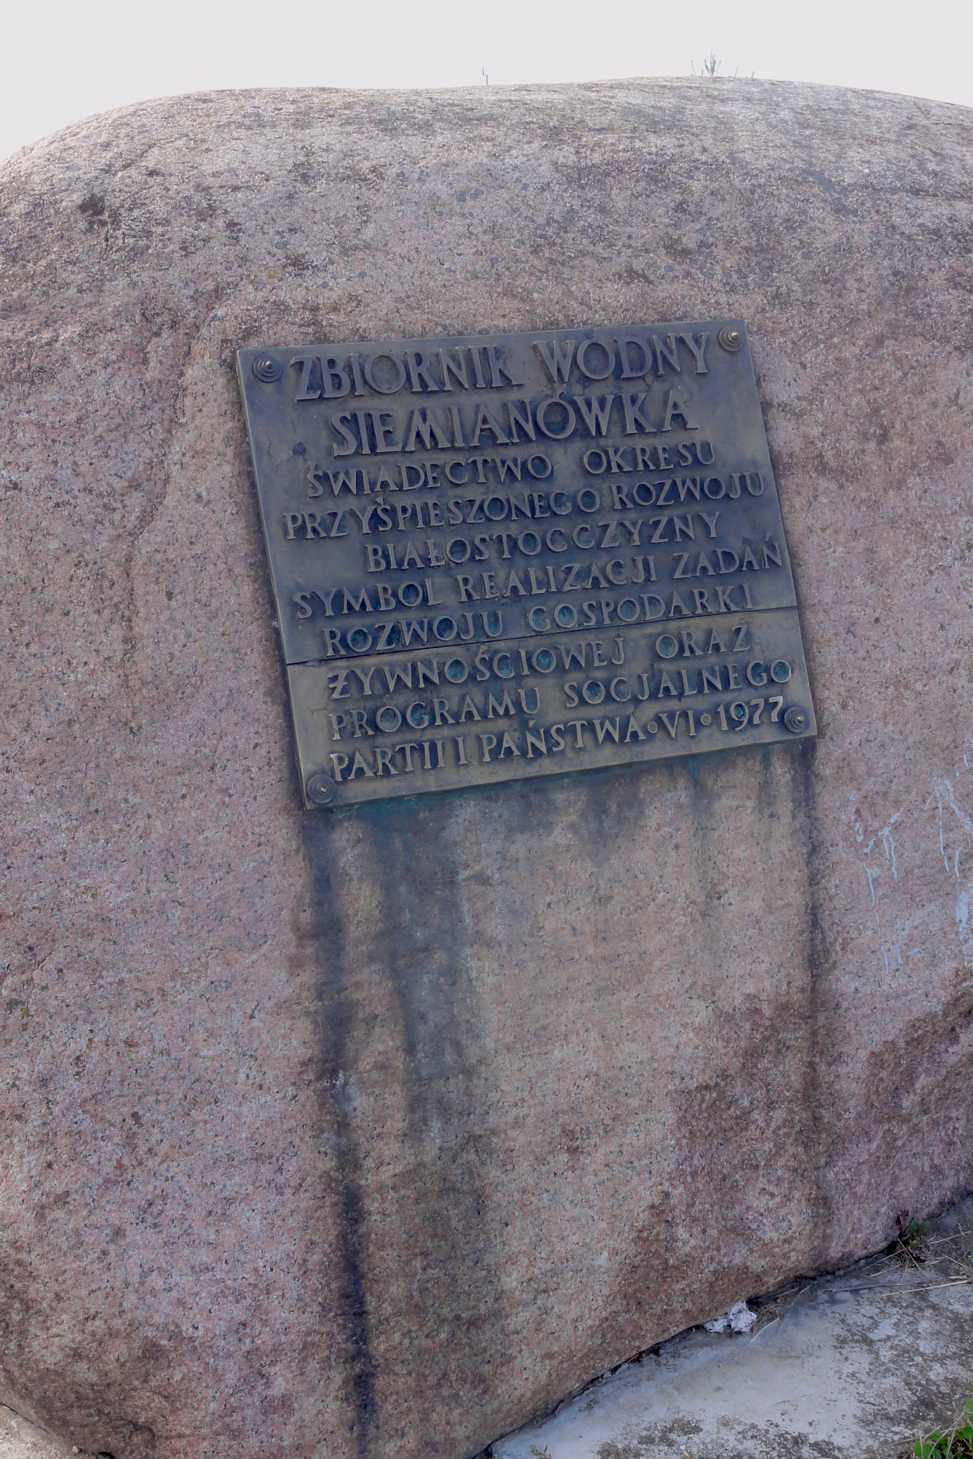 ZBIORNIK WODNY
SIEMIANÓWKA
ŚWIADECTWO OKRESU
PRZYŚPIESZONEGO ROZWOJU
BIAŁOSTOCCZYZNY
SYMBOL REALIZACJI ZADAŃ
ROZWOJU GOSPODARKI
ŻYWNOŚCIOWEJ ORAZ
PROGRAMU SOCJALNEGO
PARTII I PAŃSTWA • VI • 1977